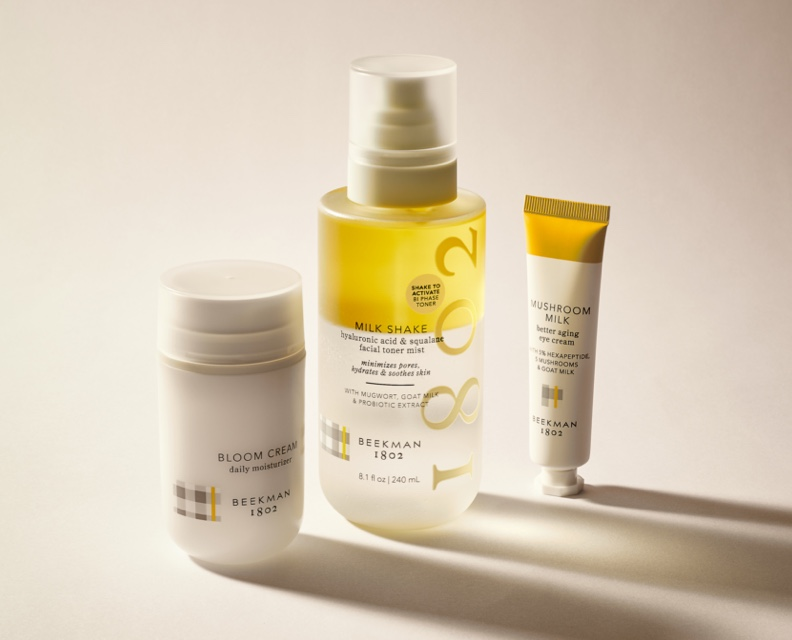 BLOOM CREAM
daily moisturizer
BEEKMAN
1802
SHAKE TO
ACTIVATE
BI PHASE
TONER
MILK SHAKE
hyaluronic acid & squalane
facial toner mist
minimizes pores,
hydrates & soothes skin
WITH MUGWORT, GOAT MILK
& PROBIOTIC EXTRACT
BEEKMAN
1802
8.1 fl oz | 240 mL
1802
MUSHROOM
MILK
better aging
eye cream
HEXAPEPTIDE,
MUSHROOMS
& GOAT MILK
BEEKMAN
1802